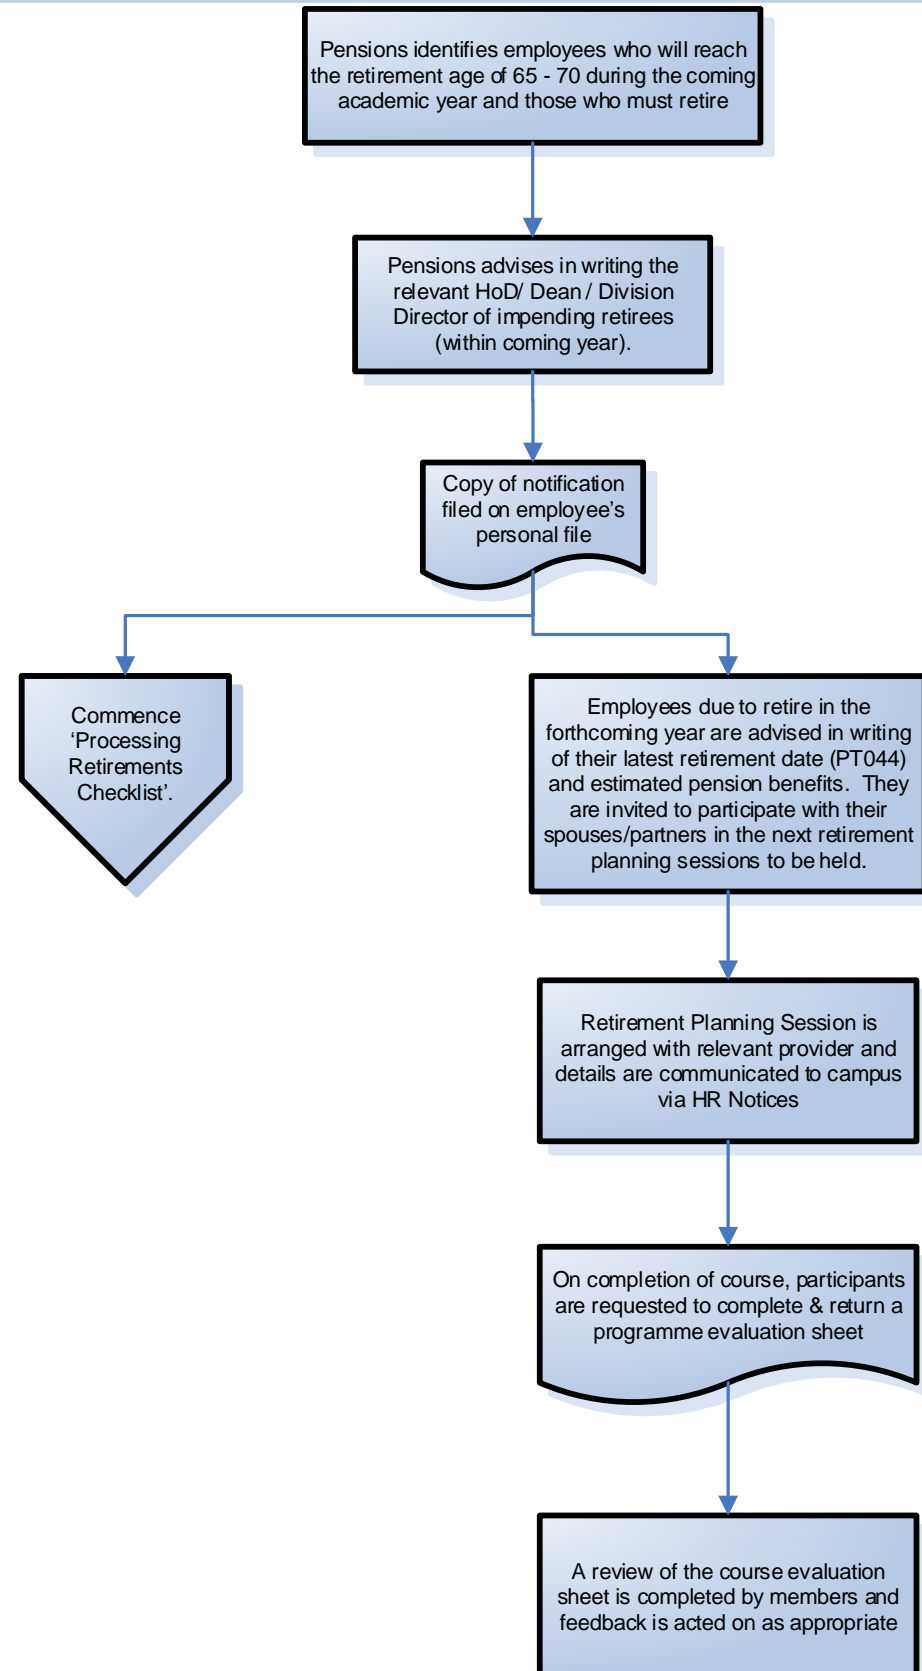 Pensions identifies employees who will reach
the retirement age of 65 - 70 during the coming
academic year and those who must retire
Pensions advises in writing the
relevant HoD/ Dean / Division
Director of impending retirees
(within coming year).
Copy of notification
filed on employee’s
personal file
Commence
‘Processing
Retirements
Checklist’.
Employees due to retire in the
forthcoming year are advised in writing
of their latest retirement date (PT044)
and estimated pension benefits.  They
are invited to participate with their
spouses/partners in the next retirement
planning sessions to be held.
Retirement Planning Session is
arranged with relevant provider and
details are communicated to campus
via HR Notices
On completion of course, participants
are requested to complete & return a
programme evaluation sheet
A review of the course evaluation
sheet is completed by members and
feedback is acted on as appropriate